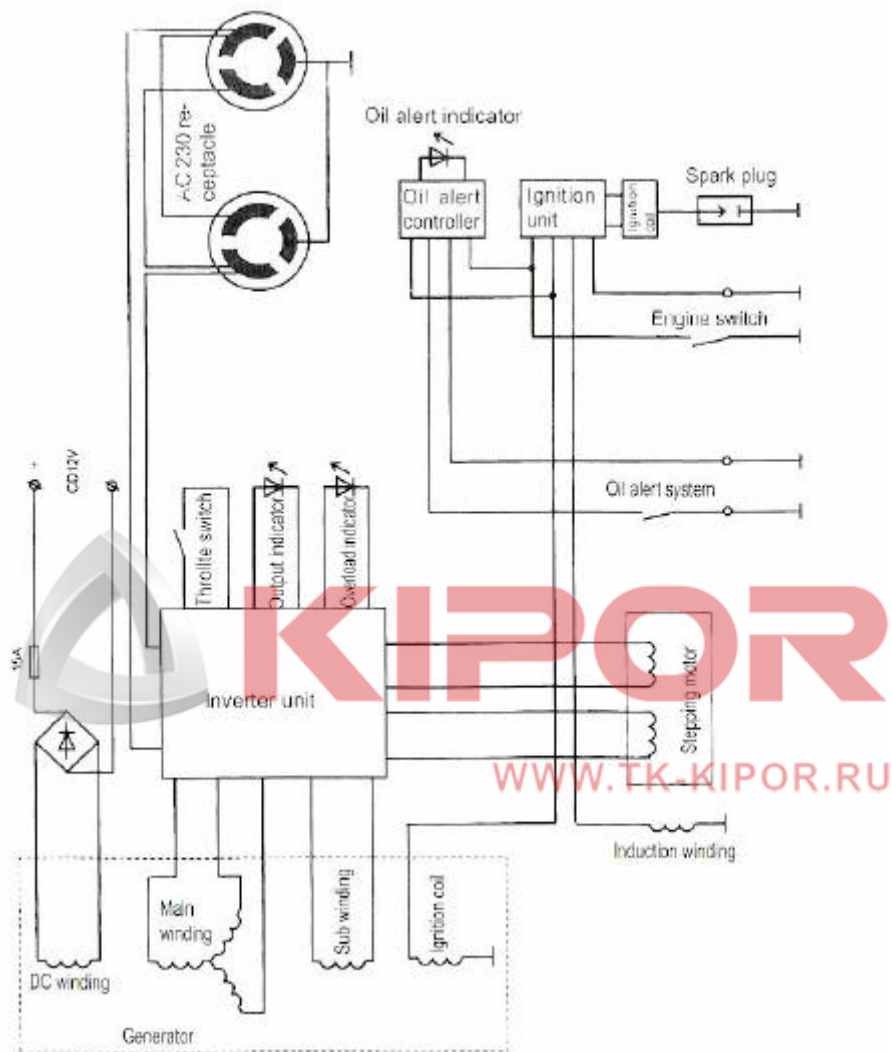 AC 230 re-
ceptacle
Oil alert indicator
Oil alert
controller
Ignition
unit
Ignition
coil
Spark plug
Engine switch
Oil alert system
+
12V
15A
Throllte switch
Output indicator
Overload indicator
KIPOR
Inverter unit
Stepping motor
WWW.TK-KIPOR.RU
Induction winding
Main
winding
Sub winding
Ignition coil
DC winding
Generator